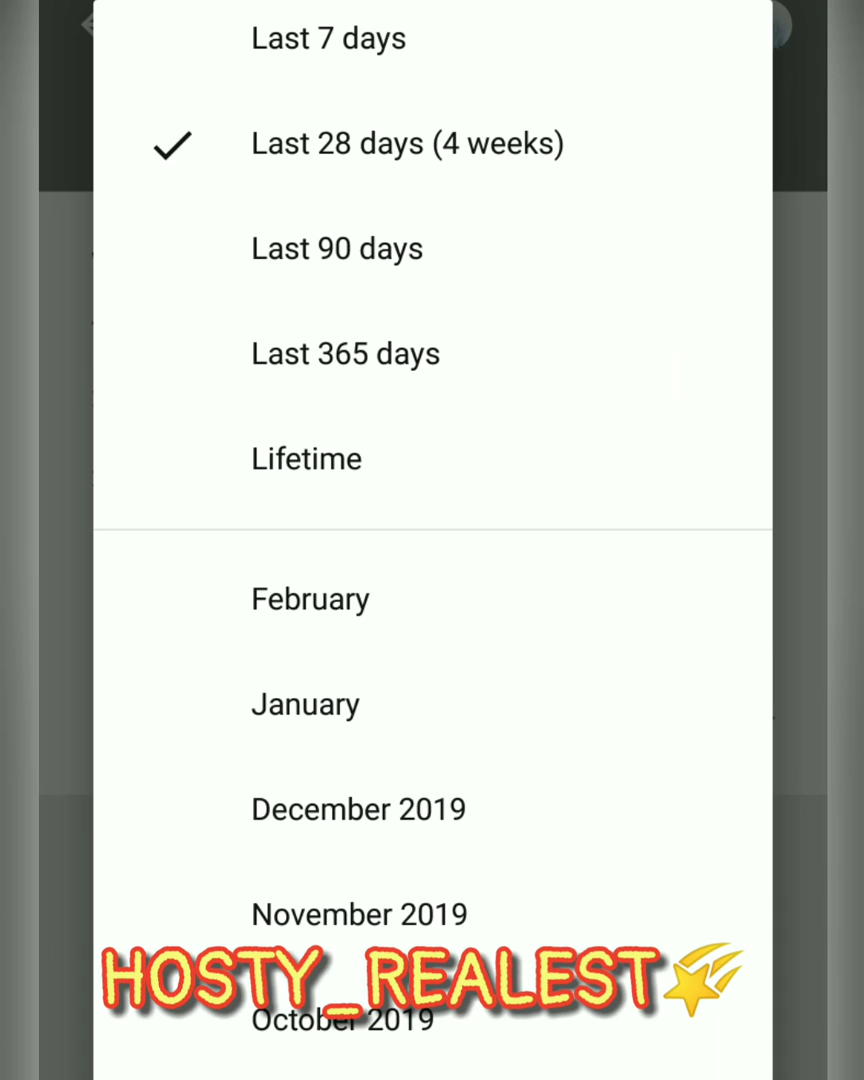 Last 7 days
Last 28 days (4 weeks)
Last 90 days
Last 365 days
Lifetime
February
January
December 2019
November 2019
HOSTY_REALEST
October 2019